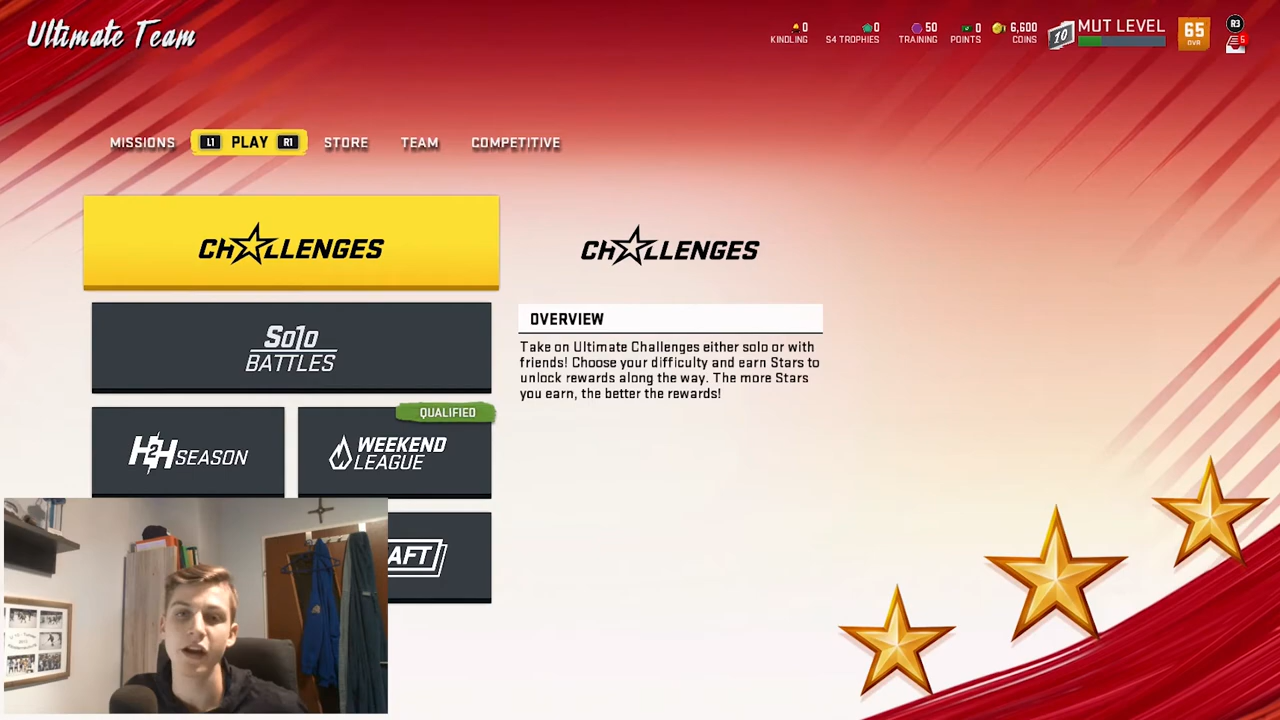 Ultimate Team
0 KINDLING
0 S4 TROPHIES
50 TRAINING
0 POINTS
6,600 COINS
10
MUT LEVEL
65 OVR
R3
5
MISSIONS
L1 PLAY R1
STORE
TEAM
COMPETITIVE
CHALLENGES
CHALLENGES
OVERVIEW
Take on Ultimate Challenges either solo or with
friends! Choose your difficulty and earn Stars to
unlock rewards along the way. The more Stars
you earn, the better the rewards!
Solo
BATTLES
QUALIFIED
H2H SEASON
WEEKEND
LEAGUE
AFT